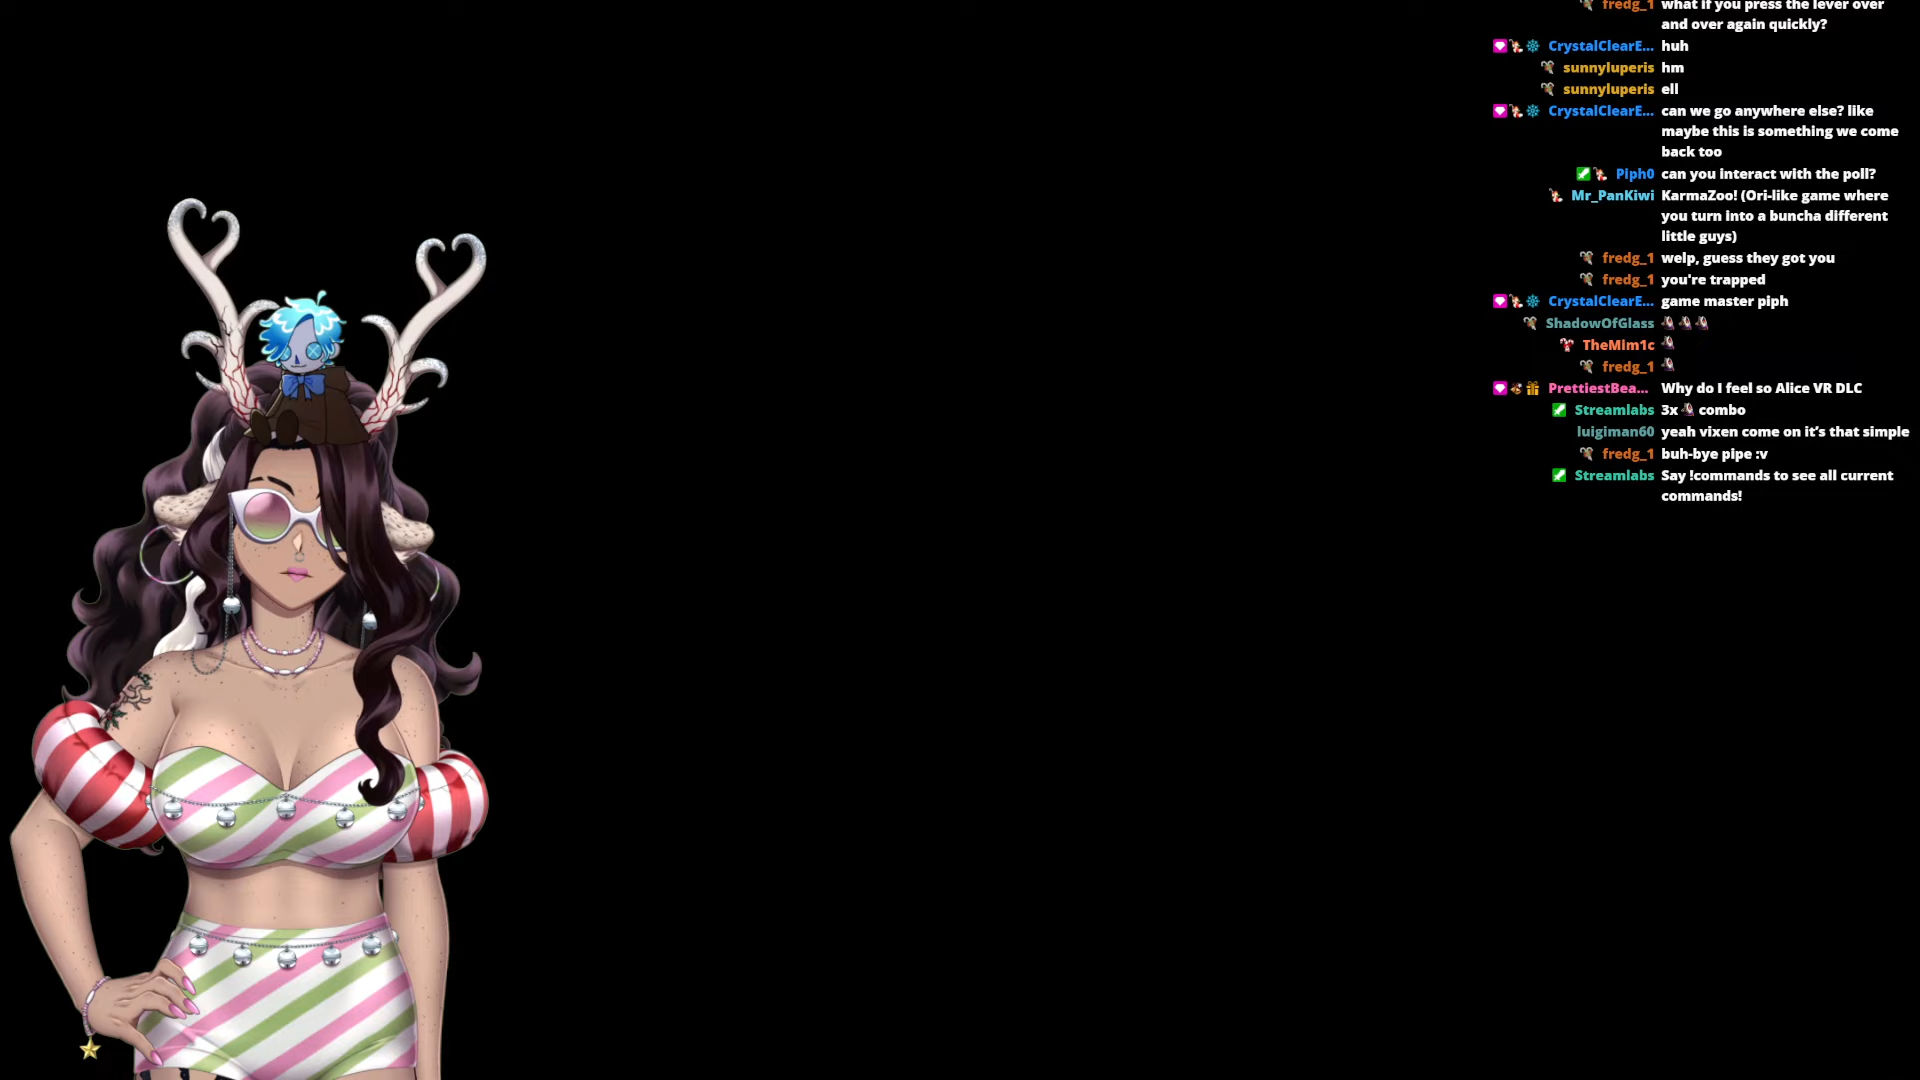 fredg_1 what if you press the lever over
and over again quickly?
CrystalClearE... huh
sunnyluperis hm
sunnyluperis ell
CrystalClearE... can we go anywhere else? like
maybe this is something we come
back too
Piph0 can you interact with the poll?
Mr_PanKiwi KarmaZoo! (Ori-like game where
you turn into a buncha different
little guys)
fredg_1 welp, guess they got you
fredg_1 you're trapped
CrystalClearE... game master piph
ShadowOfGlass
TheMIm1c
fredg_1
PrettiestBea... Why do I feel so Alice VR DLC
Streamlabs 3x combo
luigiman60 yeah vixen come on it's that simple
fredg_1 buh-bye pipe :v
Streamlabs Say !commands to see all current
commands!